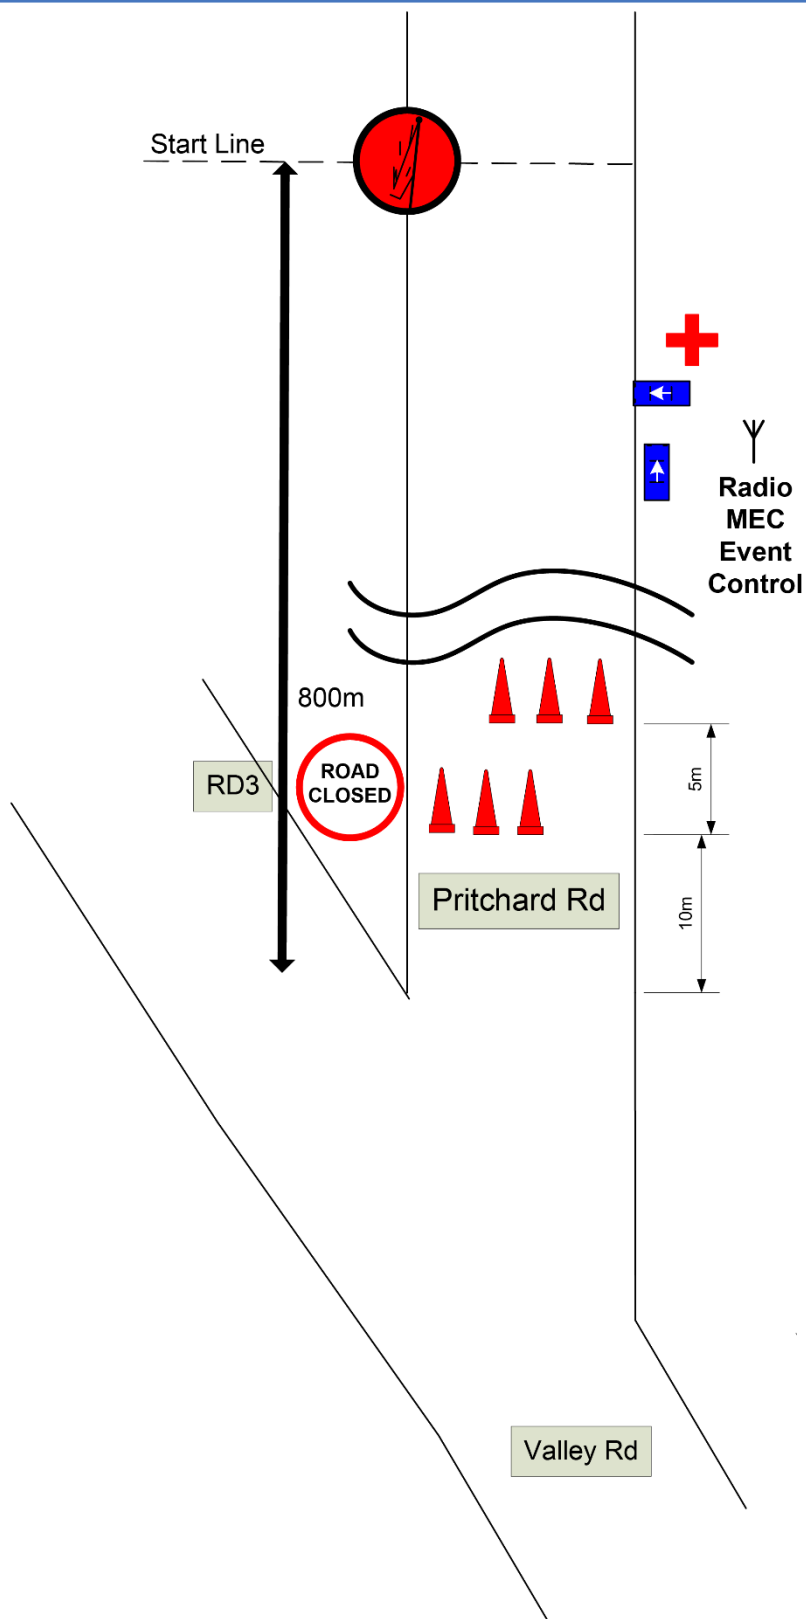 Start Line
Radio
MEC
Event
Control
800m
RD3
ROAD
CLOSED
5m
Pritchard Rd
10m
Valley Rd